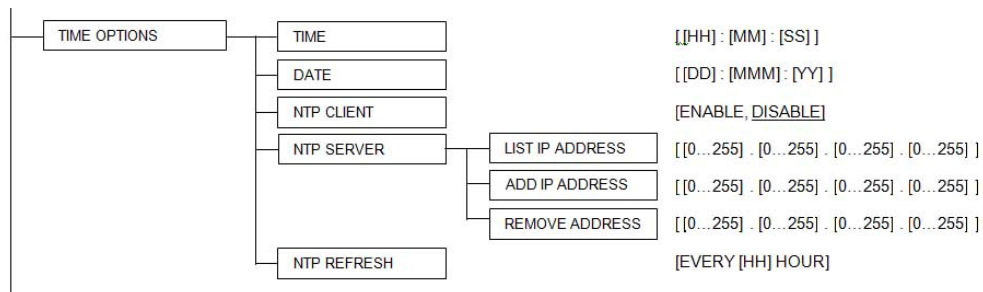 TIME OPTIONS TIME [ [HH] : [MM] : [SS] ]
DATE [ [DD] : [MMM] : [YY] ]
NTP CLIENT [ENABLE, DISABLE]
NTP SERVER LIST IP ADDRESS [ [0...255] . [0...255] . [0...255] . [0...255] ]
ADD IP ADDRESS [ [0...255] . [0...255] . [0...255] . [0...255] ]
REMOVE ADDRESS [ [0...255] . [0...255] . [0...255] . [0...255] ]
NTP REFRESH [EVERY [HH] HOUR]